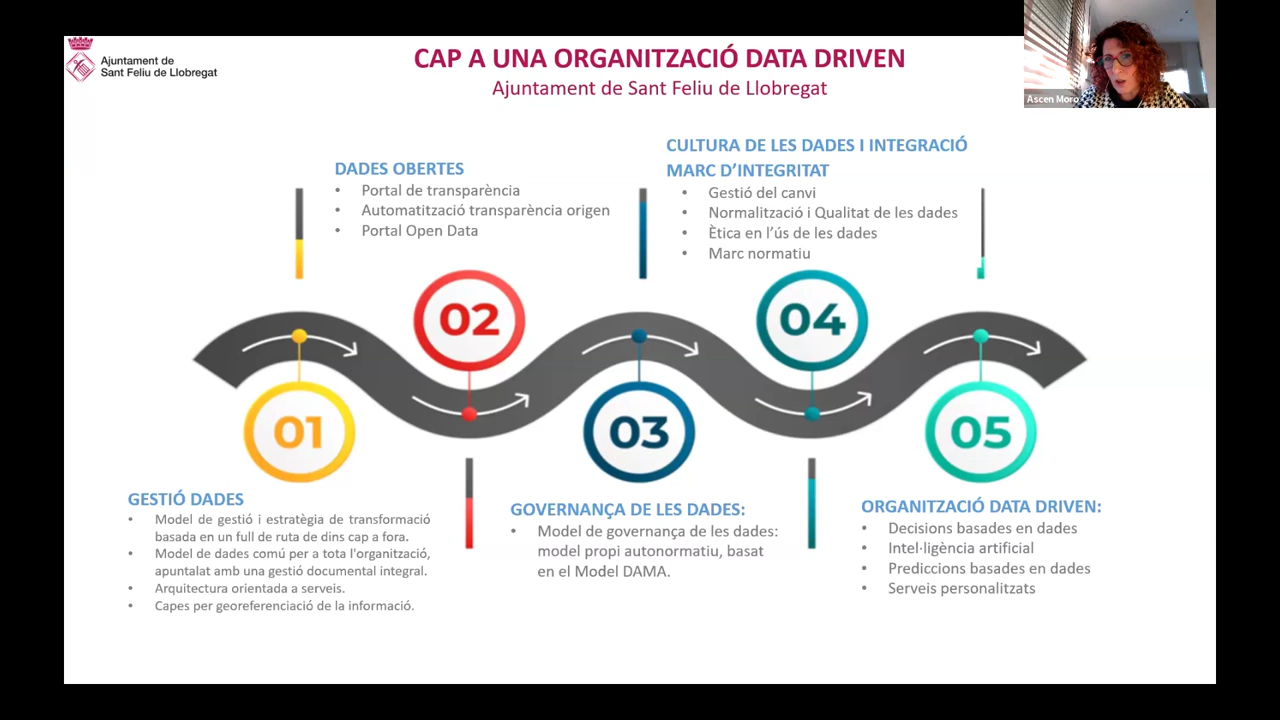 Ajuntament de
Sant Feliu de Llobregat
CAP A UNA ORGANITZACIÓ DATA DRIVEN
Ajuntament de Sant Feliu de Llobregat
Ascen Moro
DADES OBERTES
• Portal de transparència
• Automatització transparència origen
• Portal Open Data
CULTURA DE LES DADES I INTEGRACIÓ
MARC D'INTEGRITAT
• Gestió del canvi
• Normalització i Qualitat de les dades
• Ètica en l'ús de les dades
• Marc normatiu
01
02
03
04
05
GESTIÓ DADES
• Model de gestió i estratègia de transformació
basada en un full de ruta de dins cap a fora.
• Model de dades comú per a tota l'organització,
apuntalat amb una gestió documental integral.
• Arquitectura orientada a serveis.
• Capes per georeferenciació de la informació.
GOVERNANÇA DE LES DADES:
• Model de governança de les dades:
model propi autonormatiu, basat
en el Model DAMA.
ORGANITZACIÓ DATA DRIVEN:
• Decisions basades en dades
• Intel·ligència artificial
• Prediccions basades en dades
• Serveis personalitzats